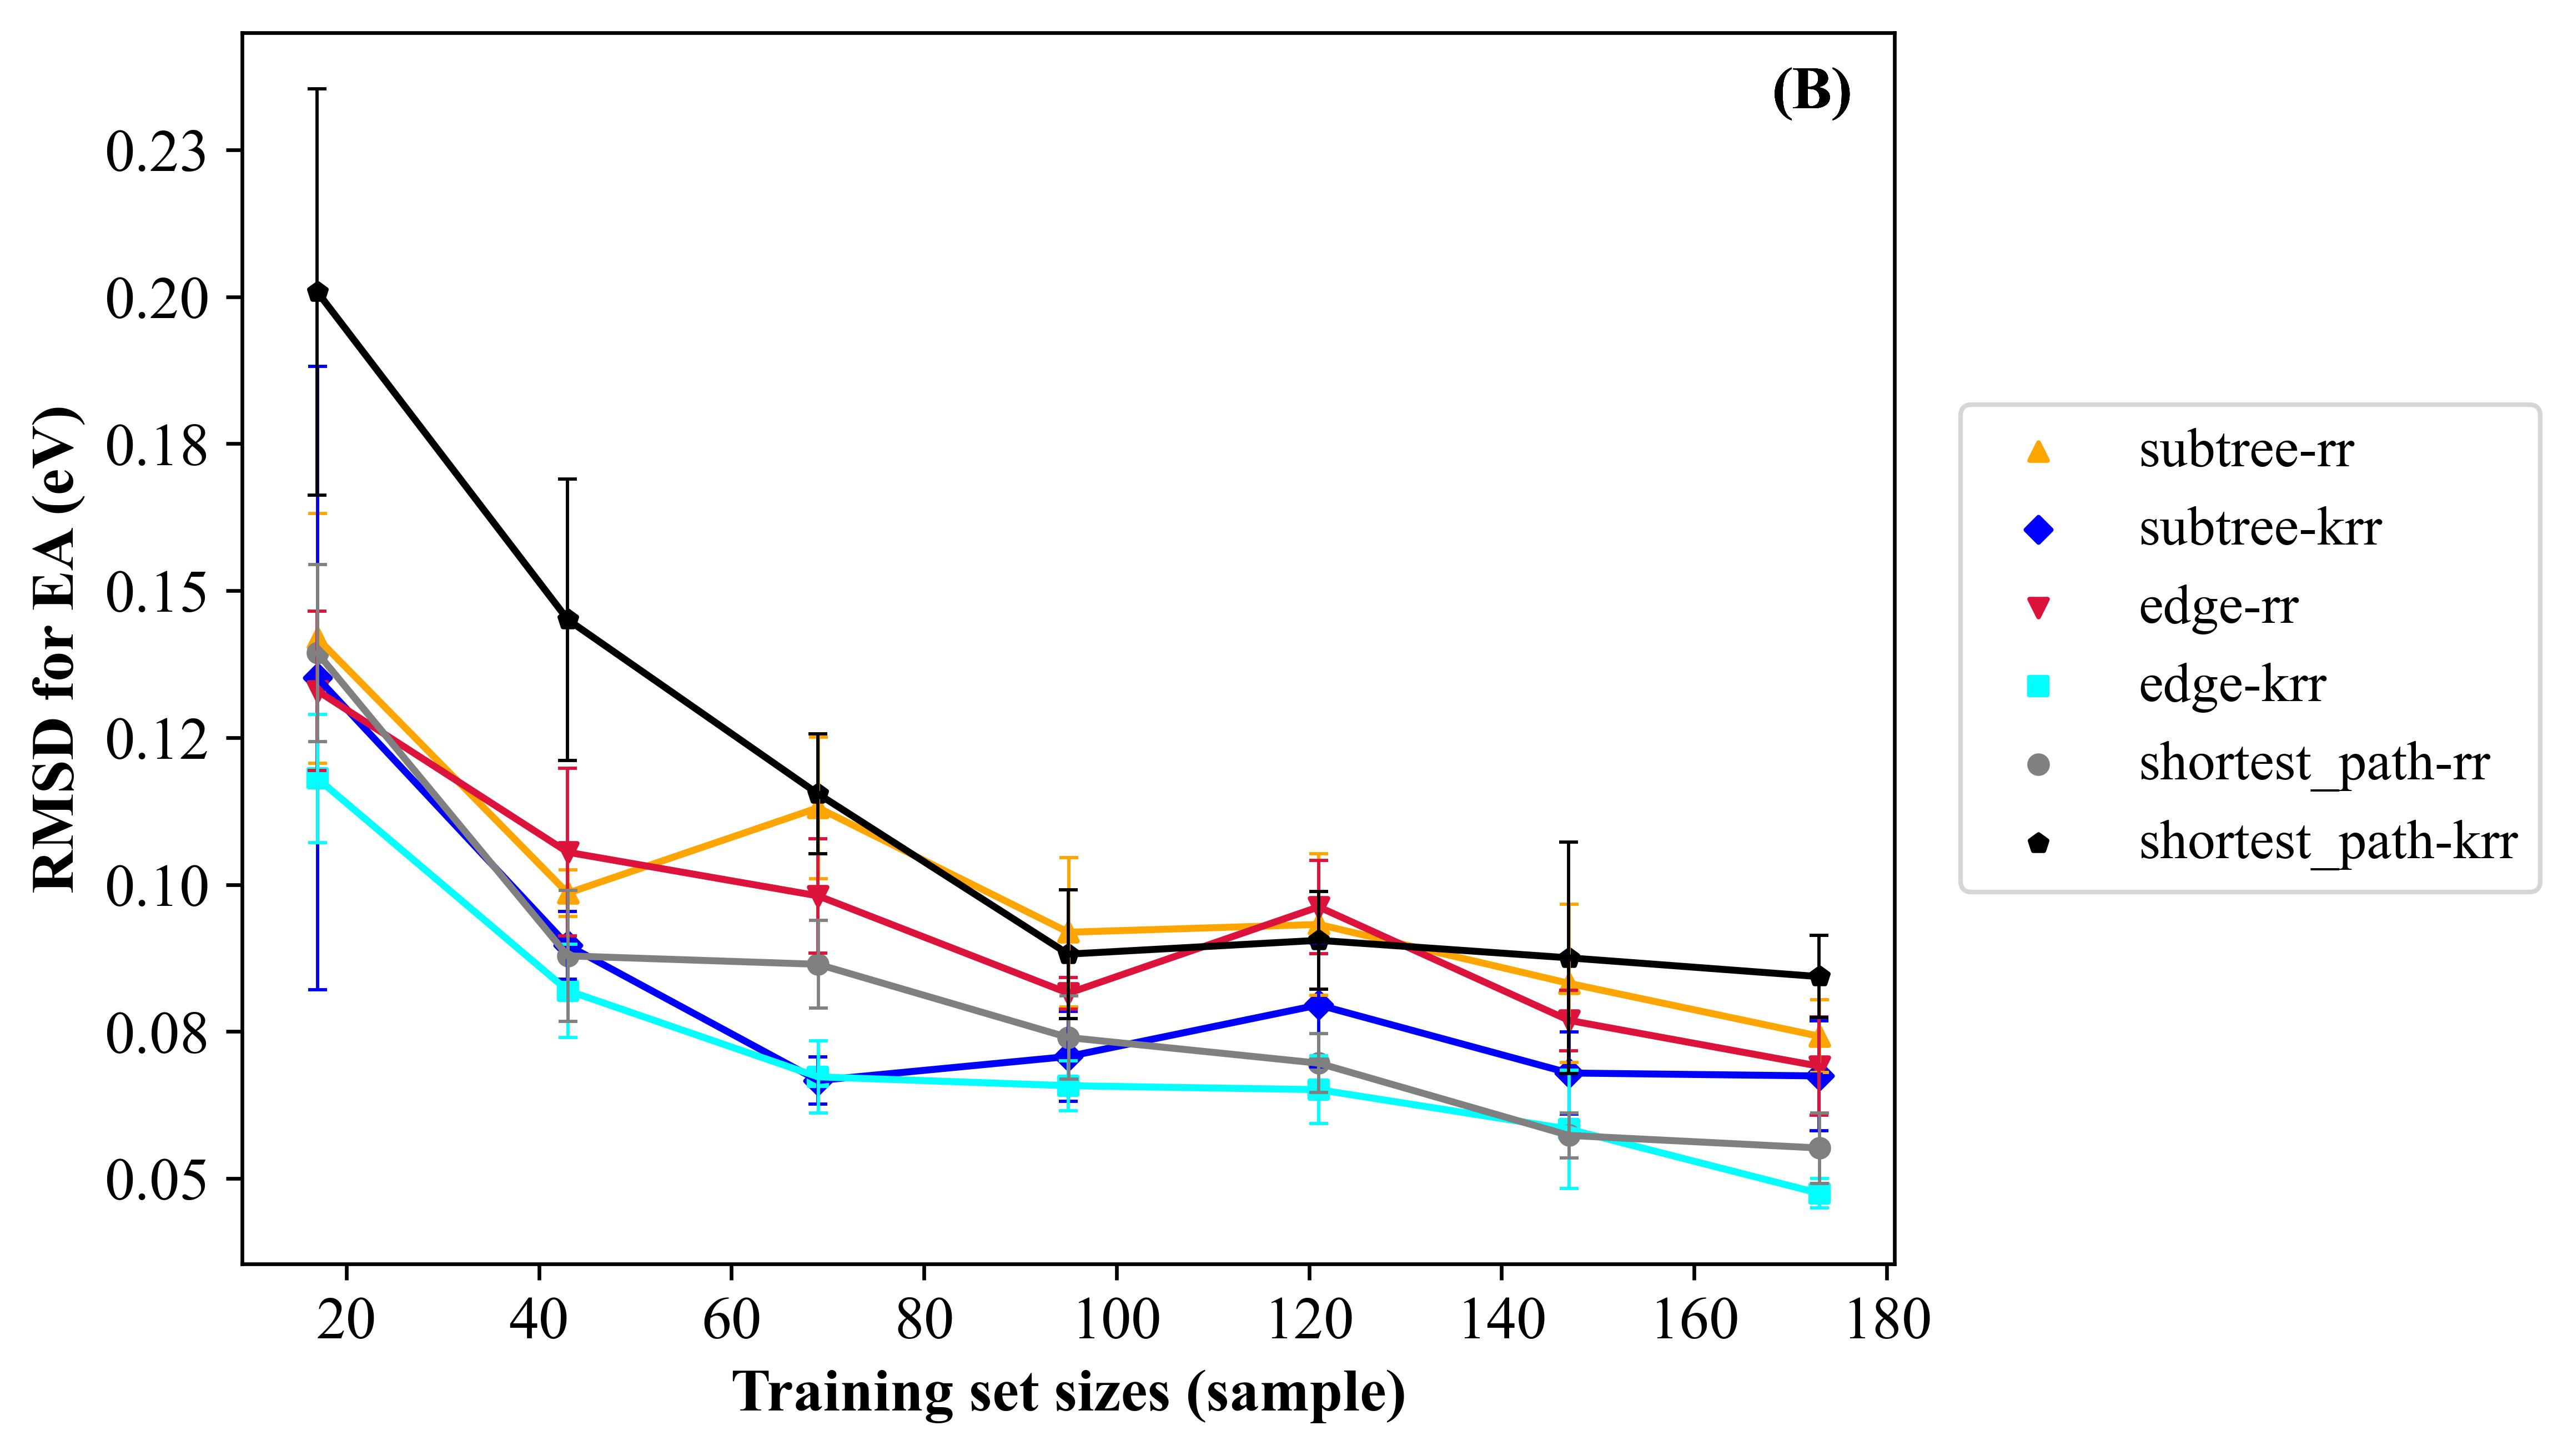 (B)
0.23
0.20
0.18
0.15
0.12
0.10
0.08
0.05
RMSD for EA (eV)
20 40 60 80 100 120 140 160 180
Training set sizes (sample)
subtree-rr
subtree-krr
edge-rr
edge-krr
shortest_path-rr
shortest_path-krr